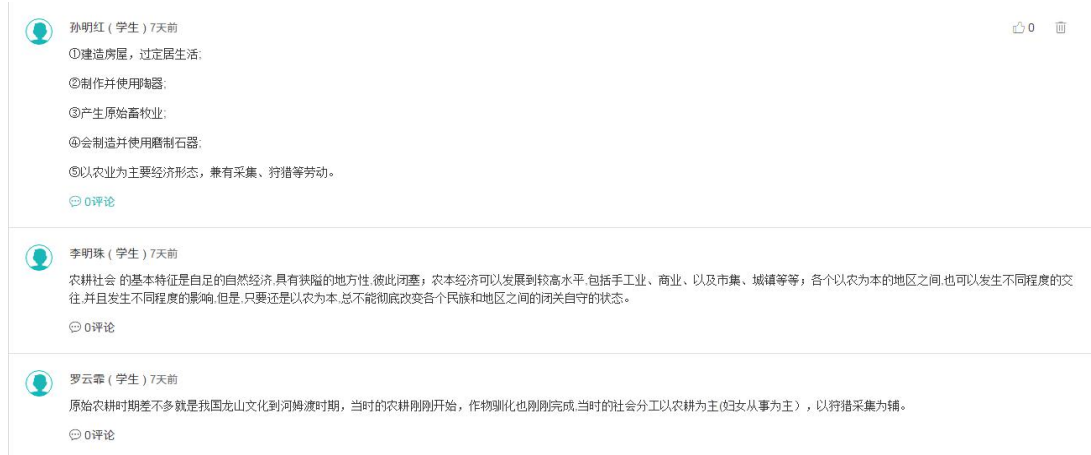 孙明红(学生)7天前
0
①建造房屋，过定居生活;
②制作并使用陶器;
③产生原始畜牧业;
④会制造并使用磨制石器;
⑤以农业为主要经济形态，兼有采集、狩猎等劳动。
0评论
李明珠(学生)7天前
农耕社会 的基本特征是自足的自然经济,具有狭隘的地方性,彼此闭塞；农本经济可以发展到较高水平,包括手工业、商业、以及市集、城镇等等；各个以农为本的地区之间,也可以发生不同程度的交
往,并且发生不同程度的影响,但是,只要还是以农为本,总不能彻底改变各个民族和地区之间的闭关自守的状态。
0评论
罗云霏(学生)7天前
原始农耕时期差不多就是我国龙山文化到河姆渡时期，当时的农耕刚刚开始，作物驯化也刚刚完成,当时的社会分工以农耕为主(妇女从事为主），以狩猎采集为辅。
0评论